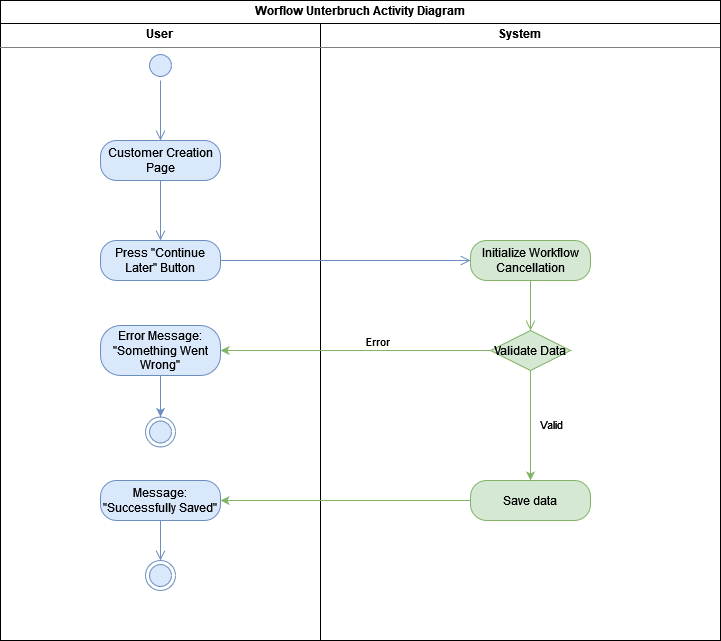 Worflow Unterbruch Activity Diagram
User
System
Customer Creation
Page
Press "Continue
Later" Button
Initialize Workflow
Cancellation
Error Message:
"Something Went
Wrong"
Error
Validate Data
Valid
Message:
"Successfully Saved"
Save data